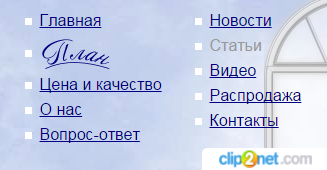 Главная
План
Цена и качество
О нас
Вопрос-ответ
Новости
Статьи
Видео
Распродажа
Контакты
clip2net.com